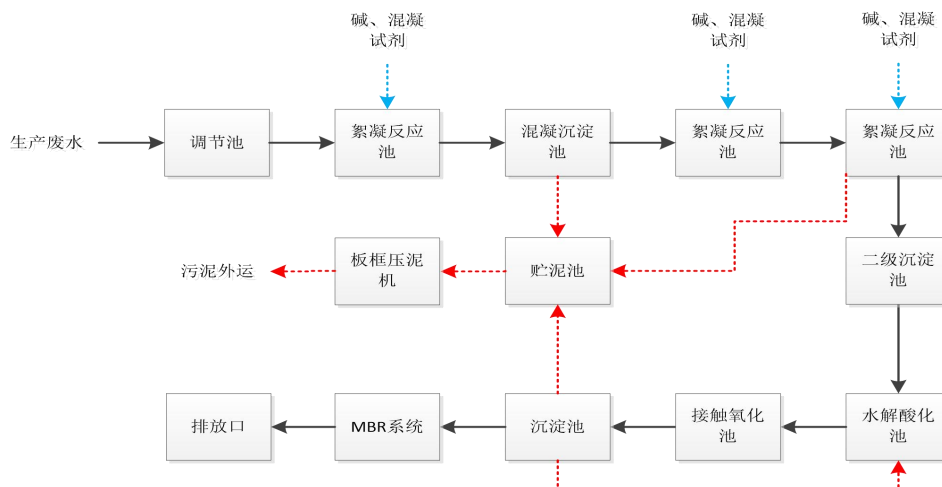 碱、混凝
试剂
碱、混凝
试剂
碱、混凝
试剂
生产废水
调节池
絮凝反应
池
混凝沉淀
池
絮凝反应
池
絮凝反应
池
污泥外运
板框压泥
机
贮泥池
二级沉淀
池
排放口
MBR系统
沉淀池
接触氧化
池
水解酸化
池